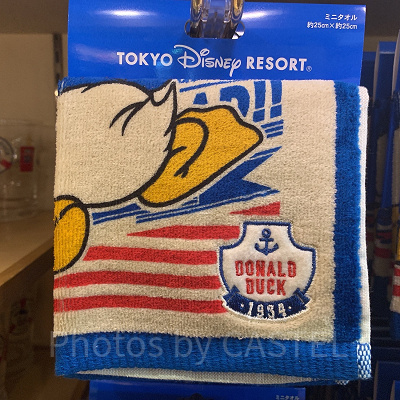 ミニタオル
約25cm×約25cm
TOKYO Disney RESORT®
DONALD
DUCK
1934
Photos by CASTEL